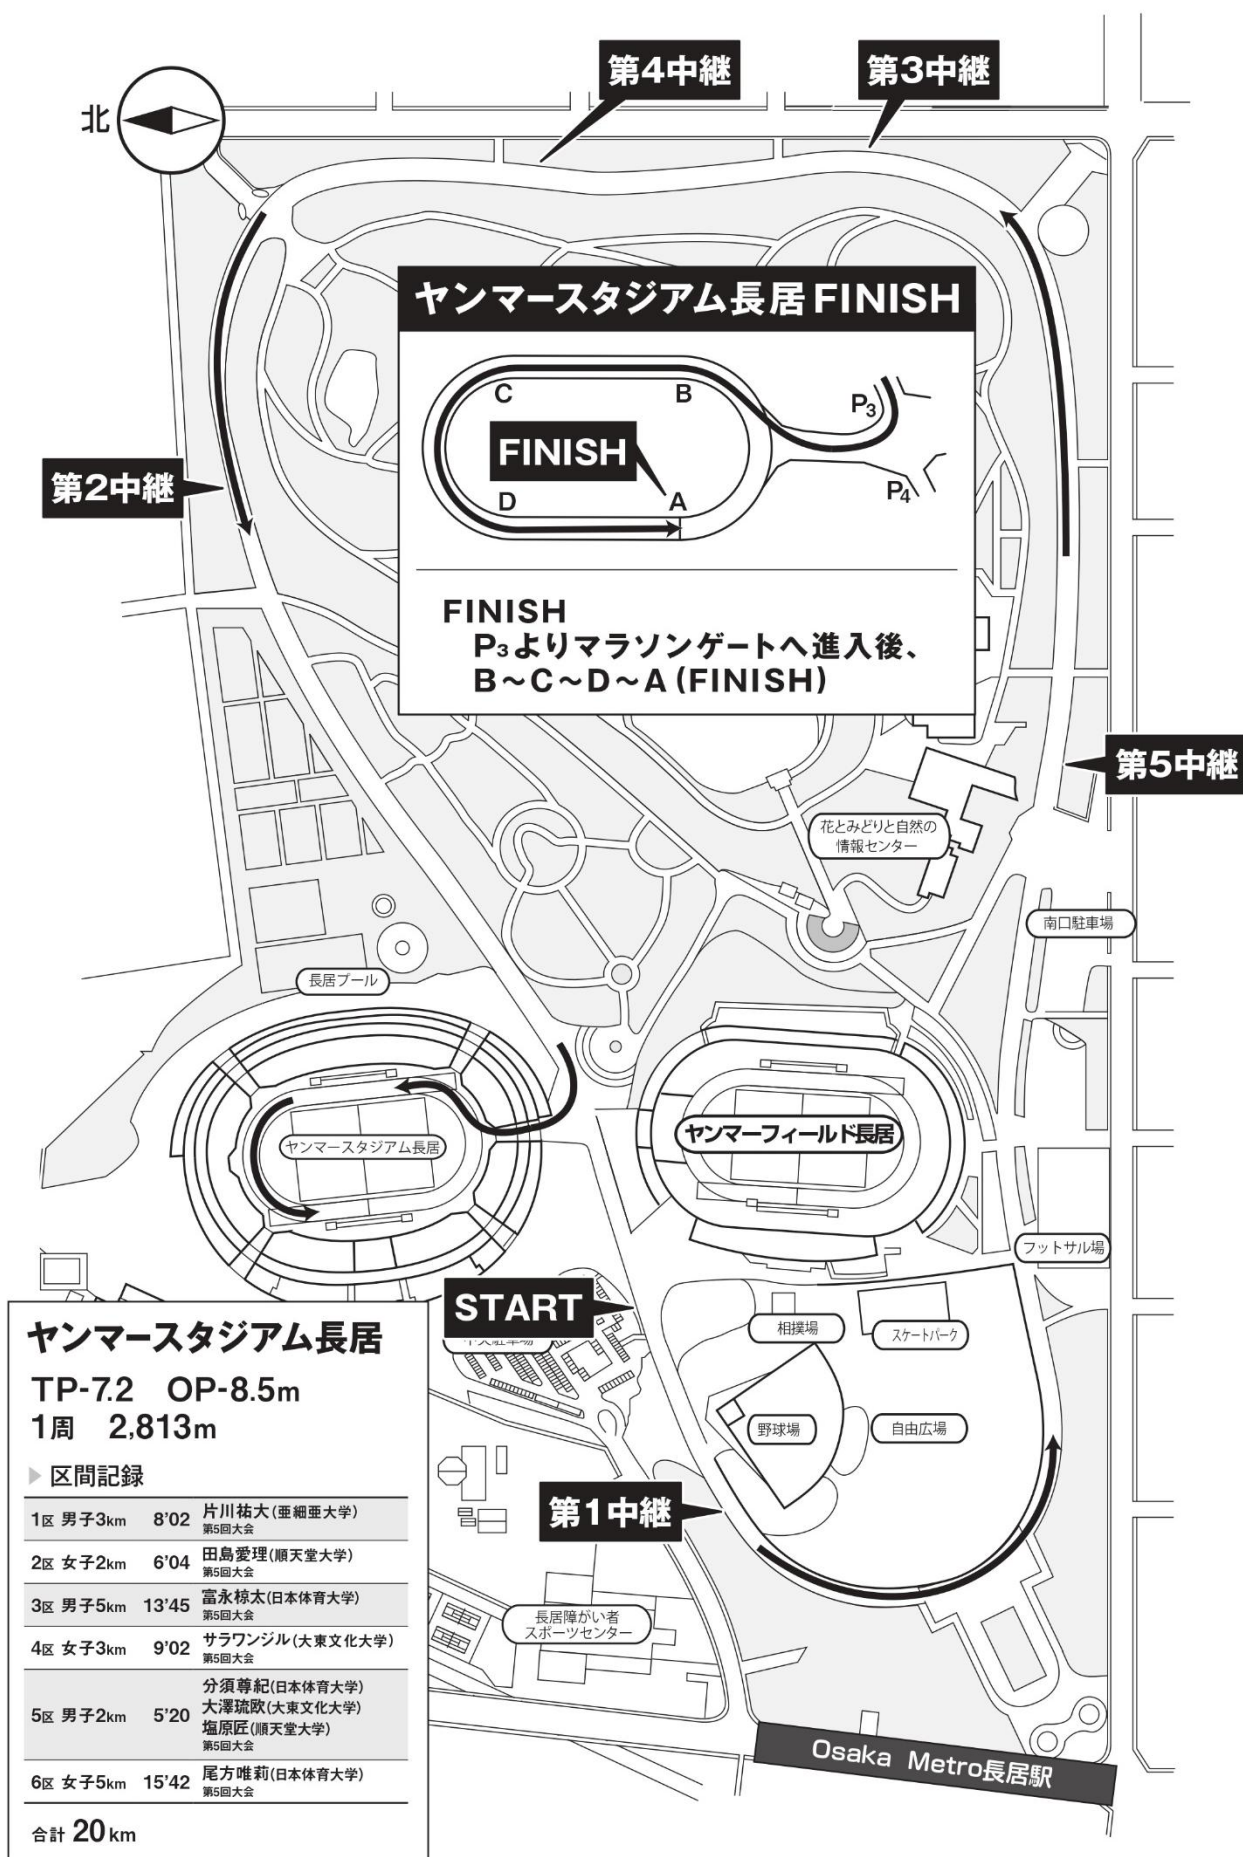 第4中継
第3中継
北
ヤンマースタジアム長居 FINISH
C
B
P3
FINISH
D
A
P4
第2中継
FINISH
P3よりマラソンゲートへ進入後、
B~C~D~A (FINISH)
第5中継
花とみどりと自然の
情報センター
南口駐車場
長居プール
ヤンマースタジアム長居
ヤンマーフィールド長居
フットサル場
START
相撲場
スケートパーク
野球場
自由広場
第1中継
長居障がい者
スポーツセンター
Osaka Metro長居駅
ヤンマースタジアム長居
TP-7.2 OP-8.5m
1周 2,813m
▶ 区間記録
1区 男子3km 8'02 片川祐大(亜細亜大学)
第5回大会
2区 女子2km 6'04 田島愛理(順天堂大学)
第5回大会
3区 男子5km 13'45 富永椋太(日本体育大学)
第5回大会
4区 女子3km 9'02 サラワンジル(大東文化大学)
第5回大会
5区 男子2km 5'20 分須尊紀(日本体育大学)
大澤琉欧(大東文化大学)
塩原匠(順天堂大学)
第5回大会
6区 女子5km 15'42 尾方唯莉(日本体育大学)
第5回大会
合計 20km